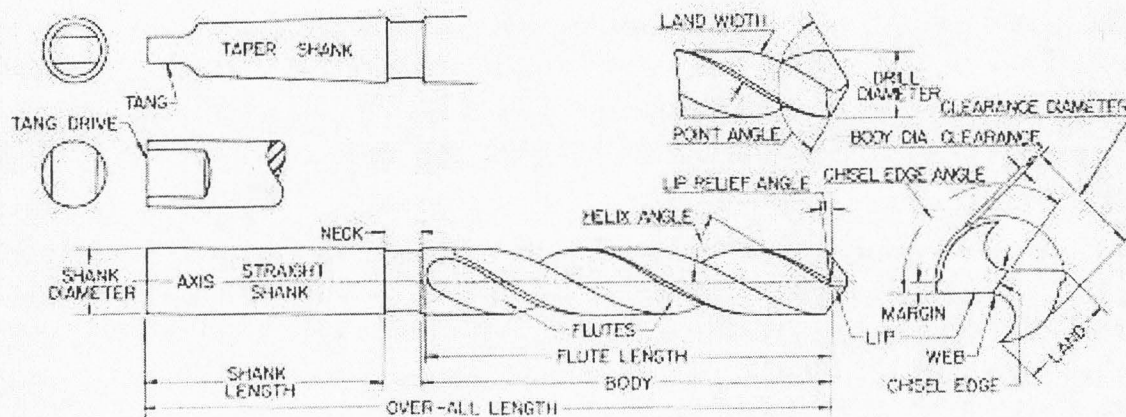 TAPER SHANK
TANG
TANG DRIVE
LAND WIDTH
DRILL
DIAMETER
CLEARANCE DIAMETER
POINT ANGLE
BODY DIA. CLEARANCE
LIP RELIEF ANGLE
CHISEL EDGE ANGLE
HELIX ANGLE
NECK
SHANK
DIAMETER
AXIS
STRAIGHT
SHANK
FLUTES
MARGIN
LIP
FLUTE LENGTH
WEB
LAND
SHANK
LENGTH
BODY
CHISEL EDGE
OVER-ALL LENGTH